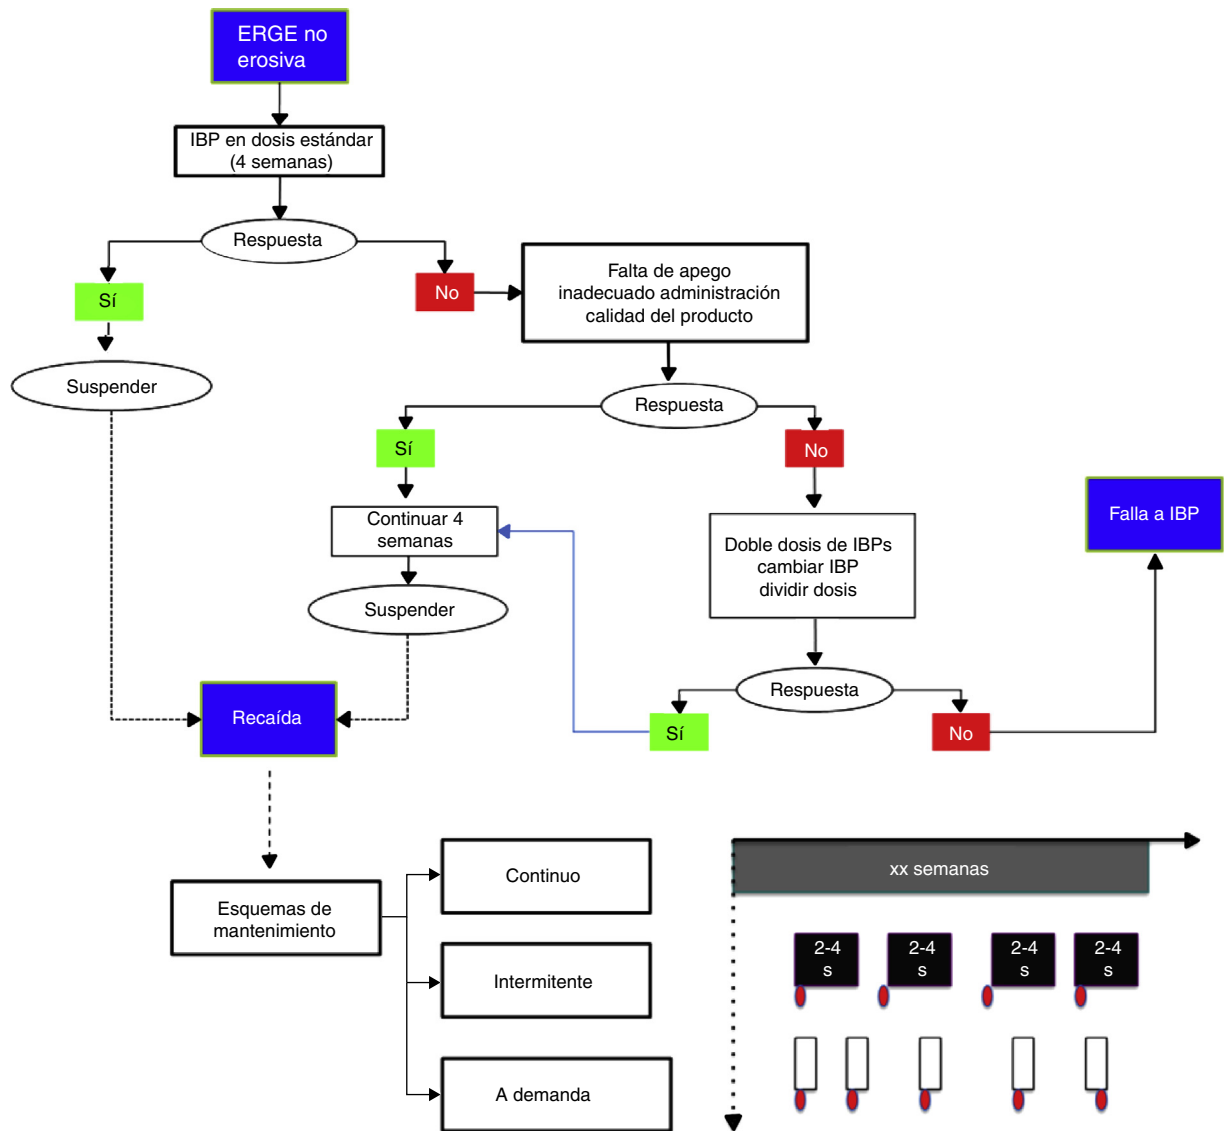 ERGE no
erosiva
IBP en dosis estándar
(4 semanas)
Respuesta
Sí
No
Falta de apego
inadecuado administración
calidad del producto
Suspender
Respuesta
Sí
No
Continuar 4
semanas
Doble dosis de IBPs
cambiar IBP
dividir dosis
Falla a IBP
Suspender
Respuesta
Recaída
Sí
No
Esquemas de
mantenimiento
Continuo
Intermitente
A demanda
xx semanas
2-4
s
2-4
s
2-4
s
2-4
s